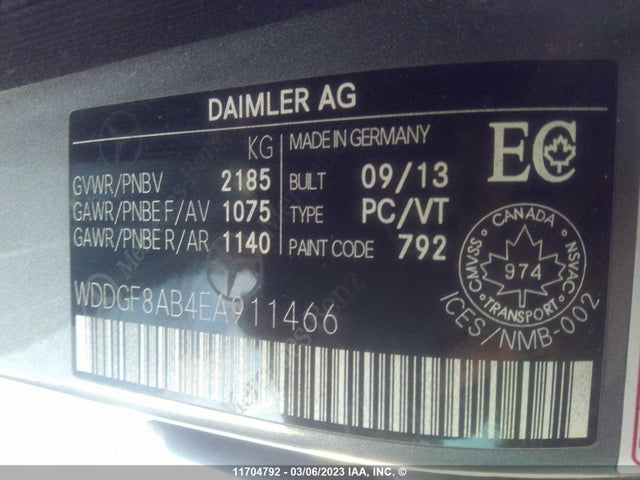 DAIMLER AG
KG
GVWR/PNBV 2185
GAWR/PNBE F/AV 1075
GAWR/PNBE R/AR 1140
MADE IN GERMANY
BUILT 09/13
TYPE PC/VT
PAINT CODE 792
EC
CANADA
CMVSS
974
NSVAC
TRANSPORT
ICES/NMB-002
WDDGF8AB4EA911466
Mercedes-Benz
11704792 - 03/06/2023 IAA, INC. ©